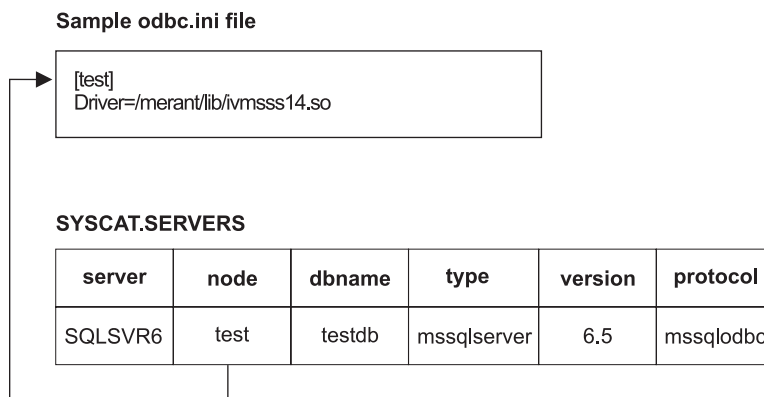 Sample odbc.ini file
[test]
Driver=/merant/lib/ivmsss14.so
SYSCAT.SERVERS
server node dbname type version protocol
SQLSVR6 test testdb mssqlserver 6.5 mssqlodbc